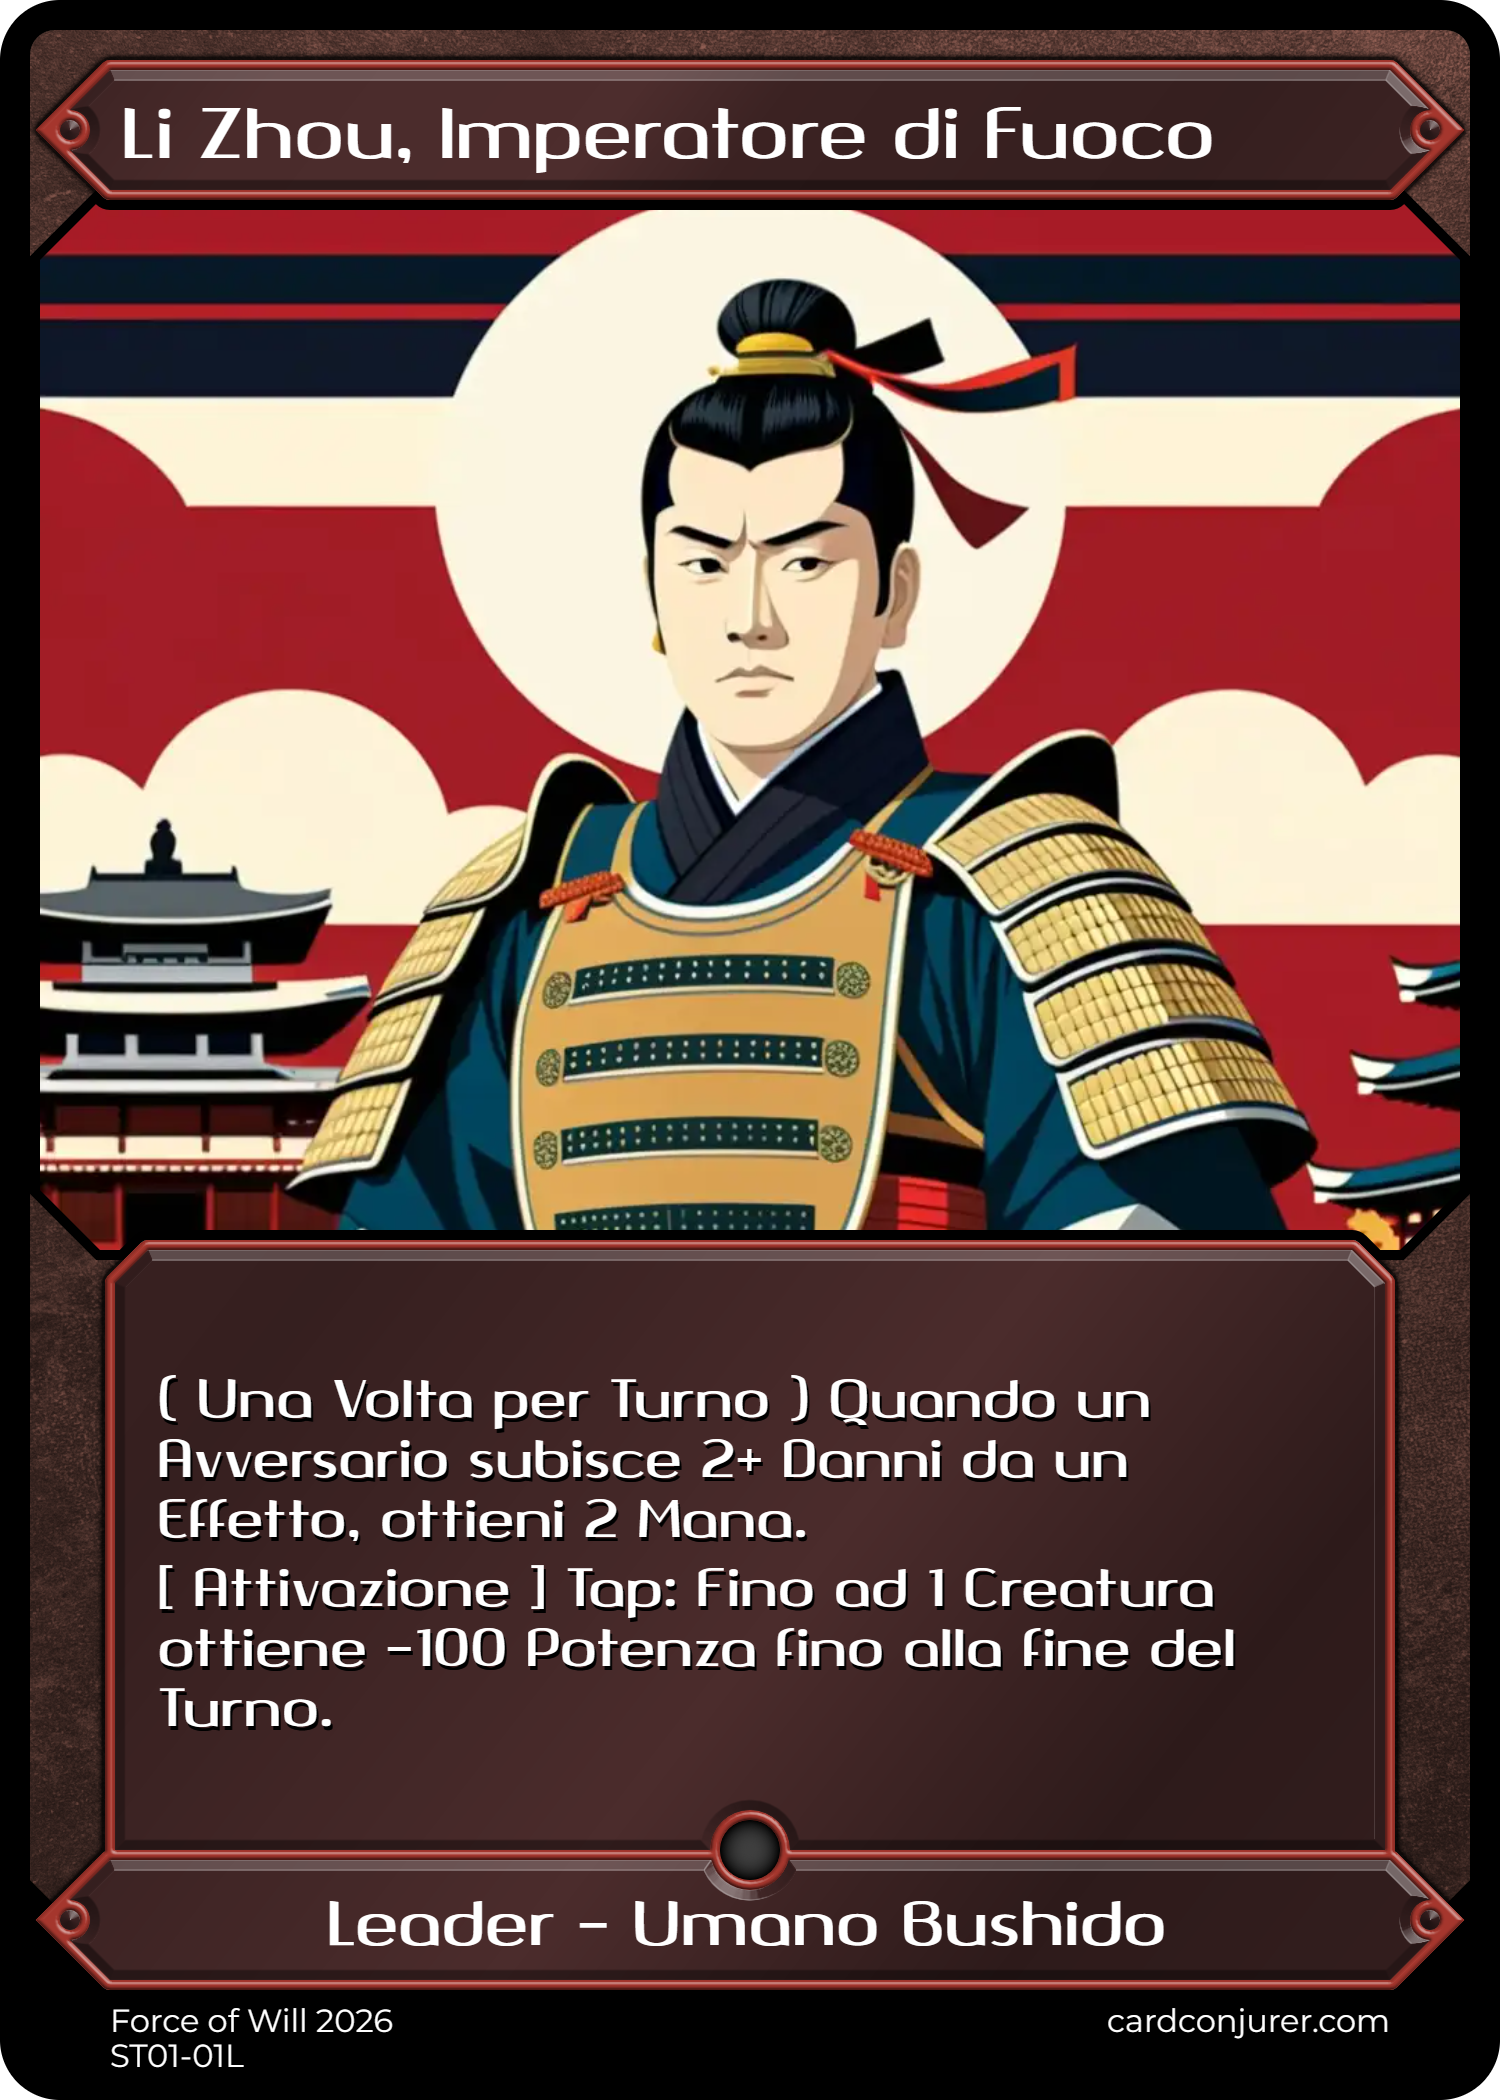 Li Zhou, Imperatore di Fuoco
( Una Volta per Turno ) Quando un
Avversario subisce 2+ Danni da un
Effetto, ottieni 2 Mana.
[ Attivazione ] Tap: Fino ad 1 Creatura
ottiene -100 Potenza fino alla fine del
Turno.
Leader - Umano Bushido
Force of Will 2026
cardconjurer.com
ST01-01L